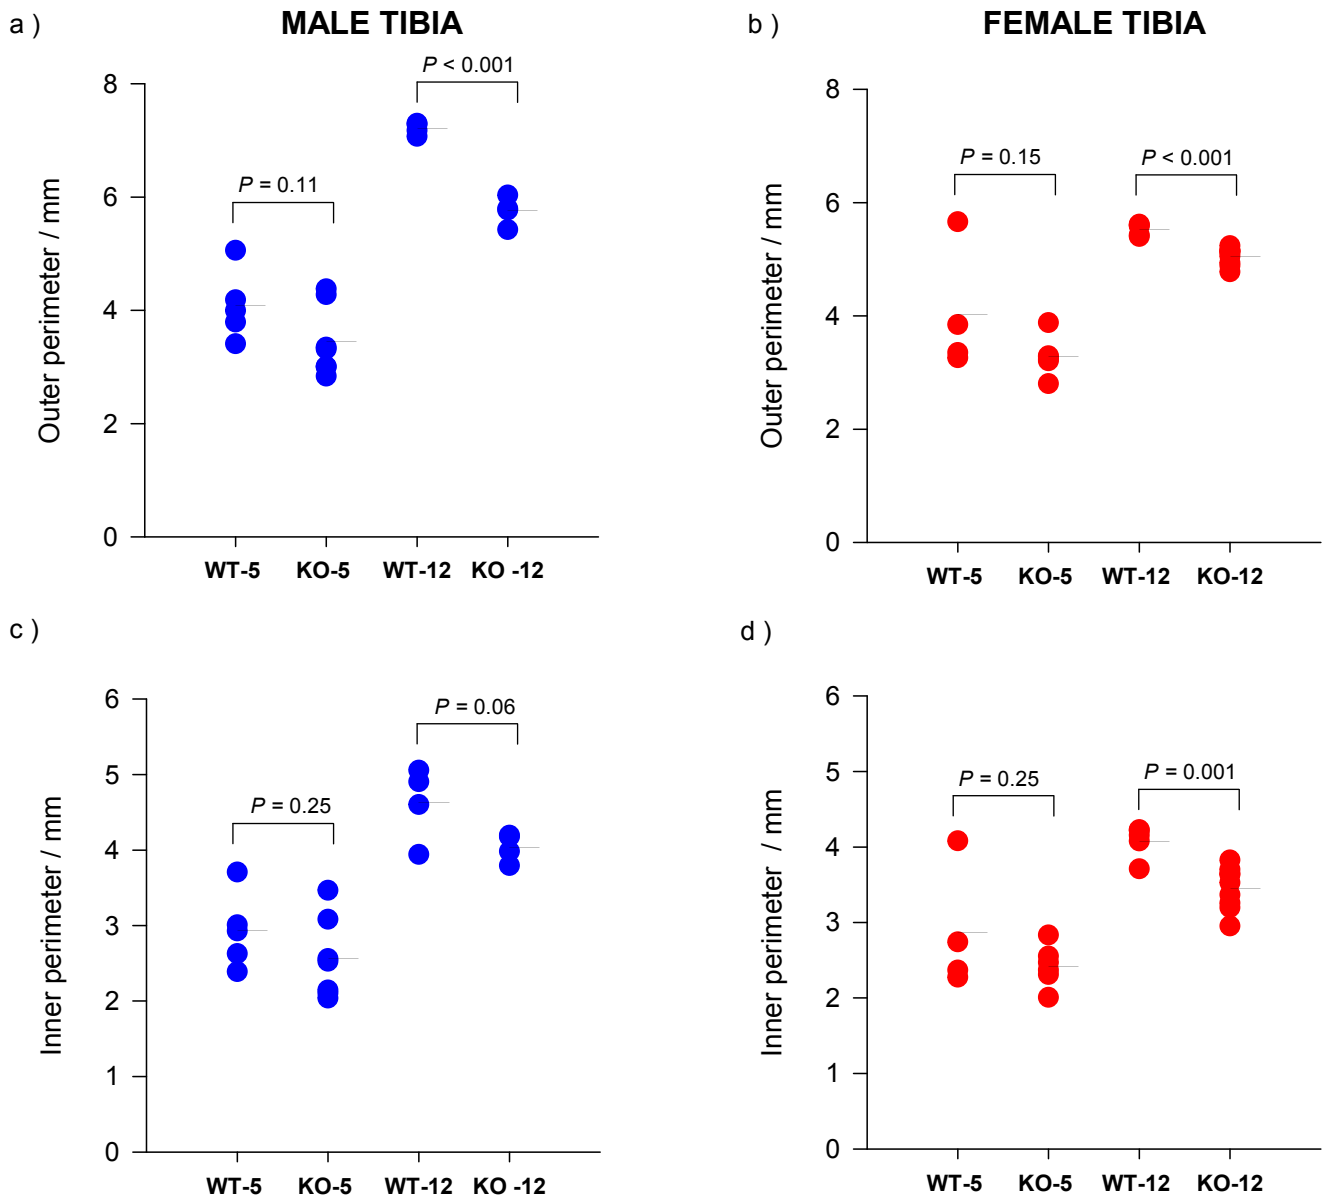 a )
MALE TIBIA
Outer perimeter / mm
8
6
4
2
0
P = 0.11
P < 0.001
WT-5 KO-5 WT-12 KO -12
b )
FEMALE TIBIA
Outer perimeter / mm
8
6
4
2
0
P = 0.15
P < 0.001
WT-5 KO-5 WT-12 KO-12
c )
Inner perimeter / mm
6
5
4
3
2
1
0
P = 0.25
P = 0.06
WT-5 KO-5 WT-12 KO -12
d )
Inner perimeter / mm
6
5
4
3
2
1
0
P = 0.25
P = 0.001
WT-5 KO-5 WT-12 KO-12